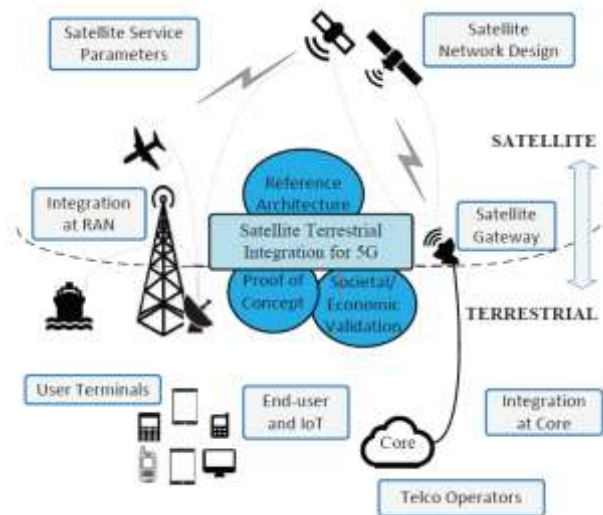 Satellite Service
Parameters
Satellite
Network Design
SATELLITE
Reference
Architecture
Integration
at RAN
Satellite Terrestrial
Integration for 5G
Satellite
Gateway
Proof of
Concept
Societal/
Economic
Validation
TERRESTRIAL
User Terminals
End-user
and IoT
Integration
at Core
Core
Telco Operators